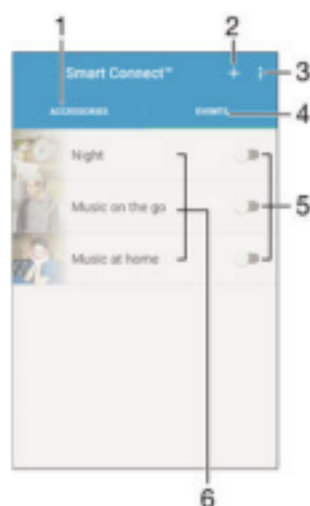 1
2
Smart Connect™
3
ACCESSORIES
EVENTS
4
Night
Music on the go
5
Music at home
6